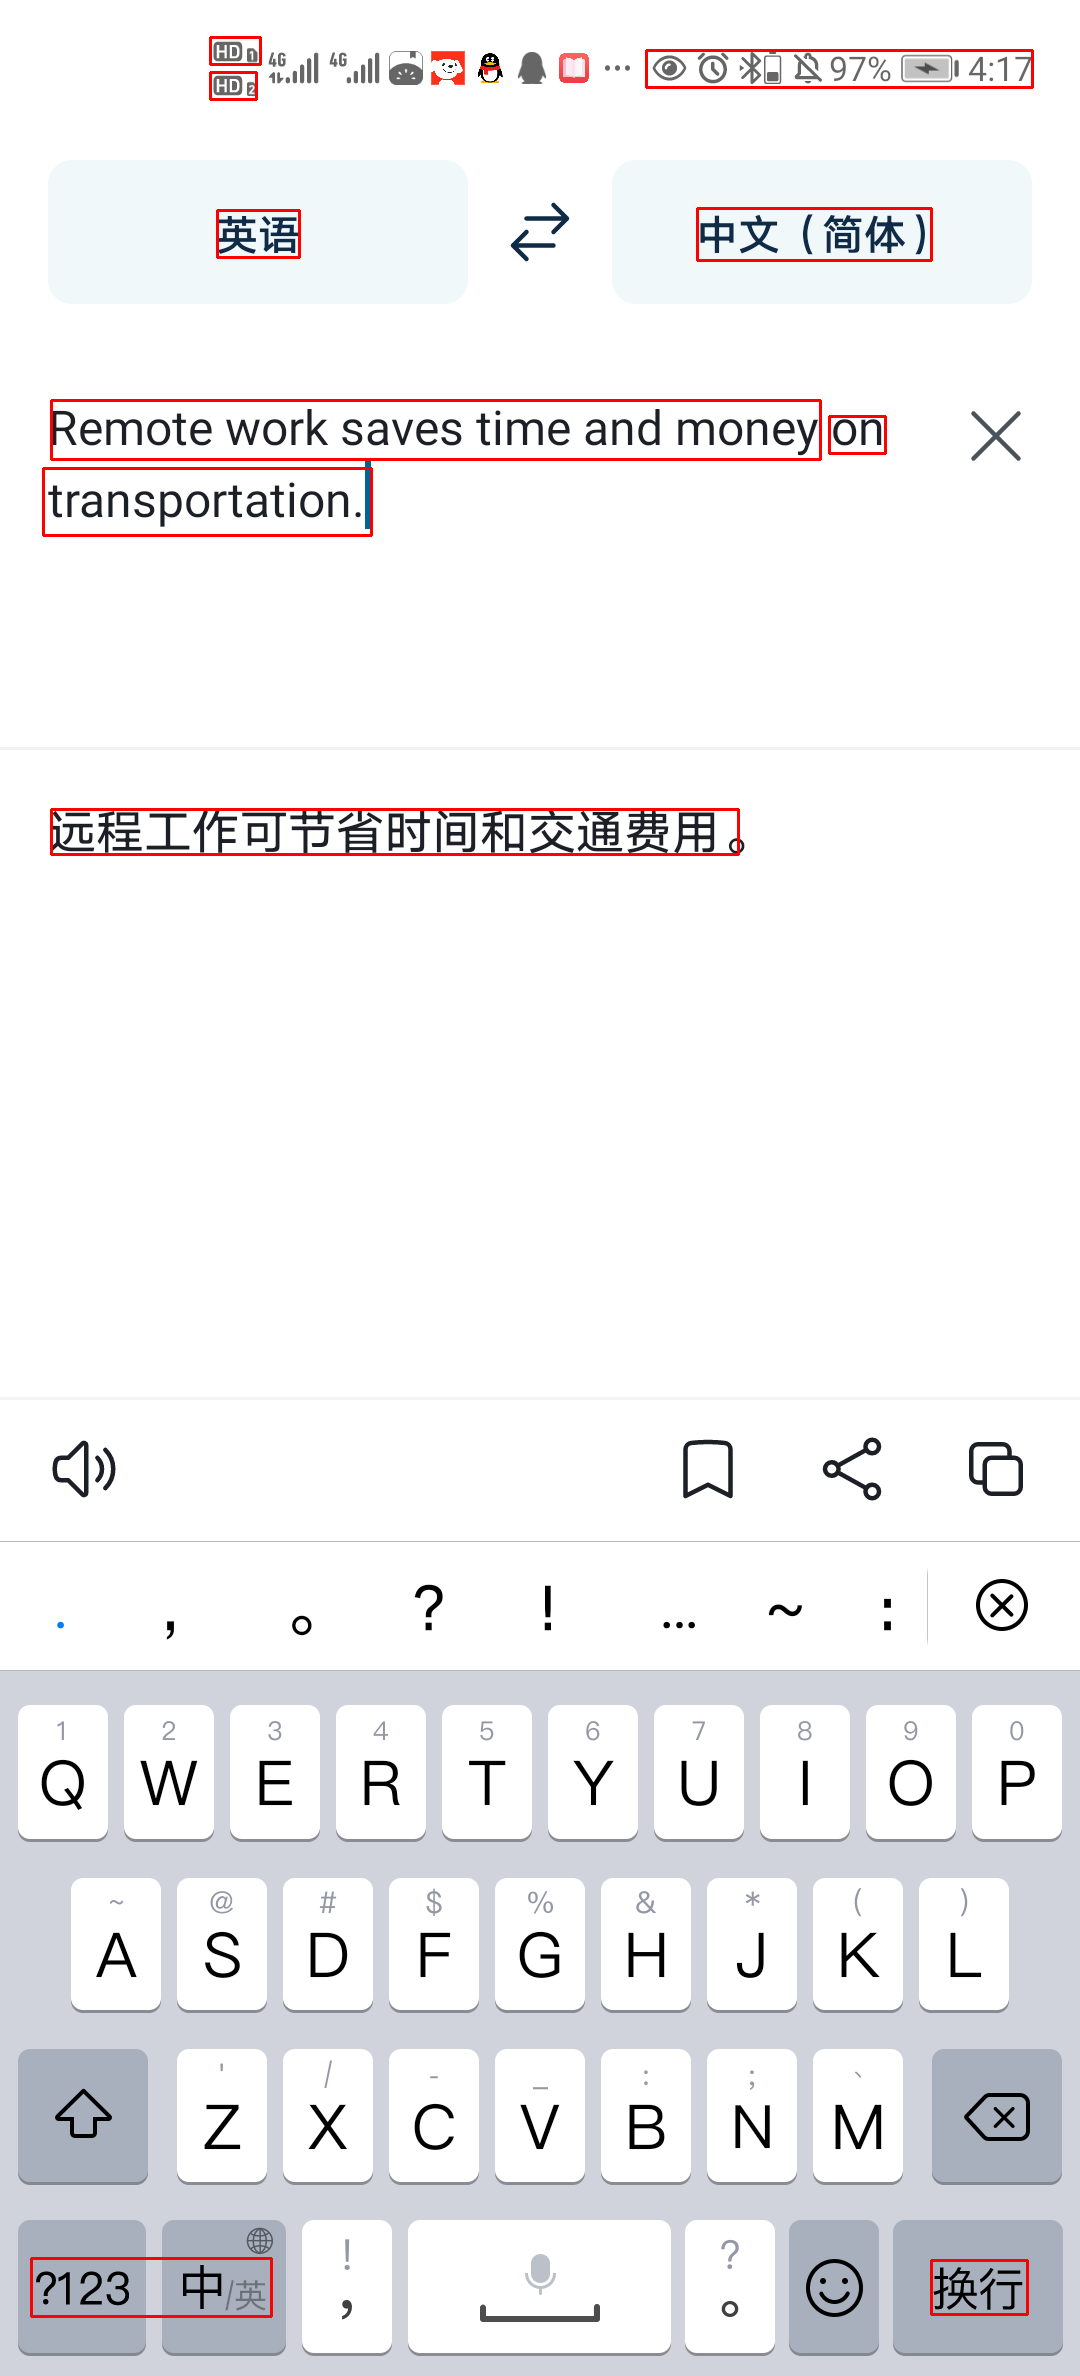 HD 1 4G 4G ... 97% 4:17
HD 2
英语 中文（简体）
Remote work saves time and money on
transportation.
远程工作可节省时间和交通费用。
. , 。 ? ! ... ~ :
1 2 3 4 5 6 7 8 9 0
Q W E R T Y U I O P
~ @ # $ % & * ( )
A S D F G H J K L
' / - _ : ; `
Z X C V B N M
! ?
?123 中/英 , 。 换行